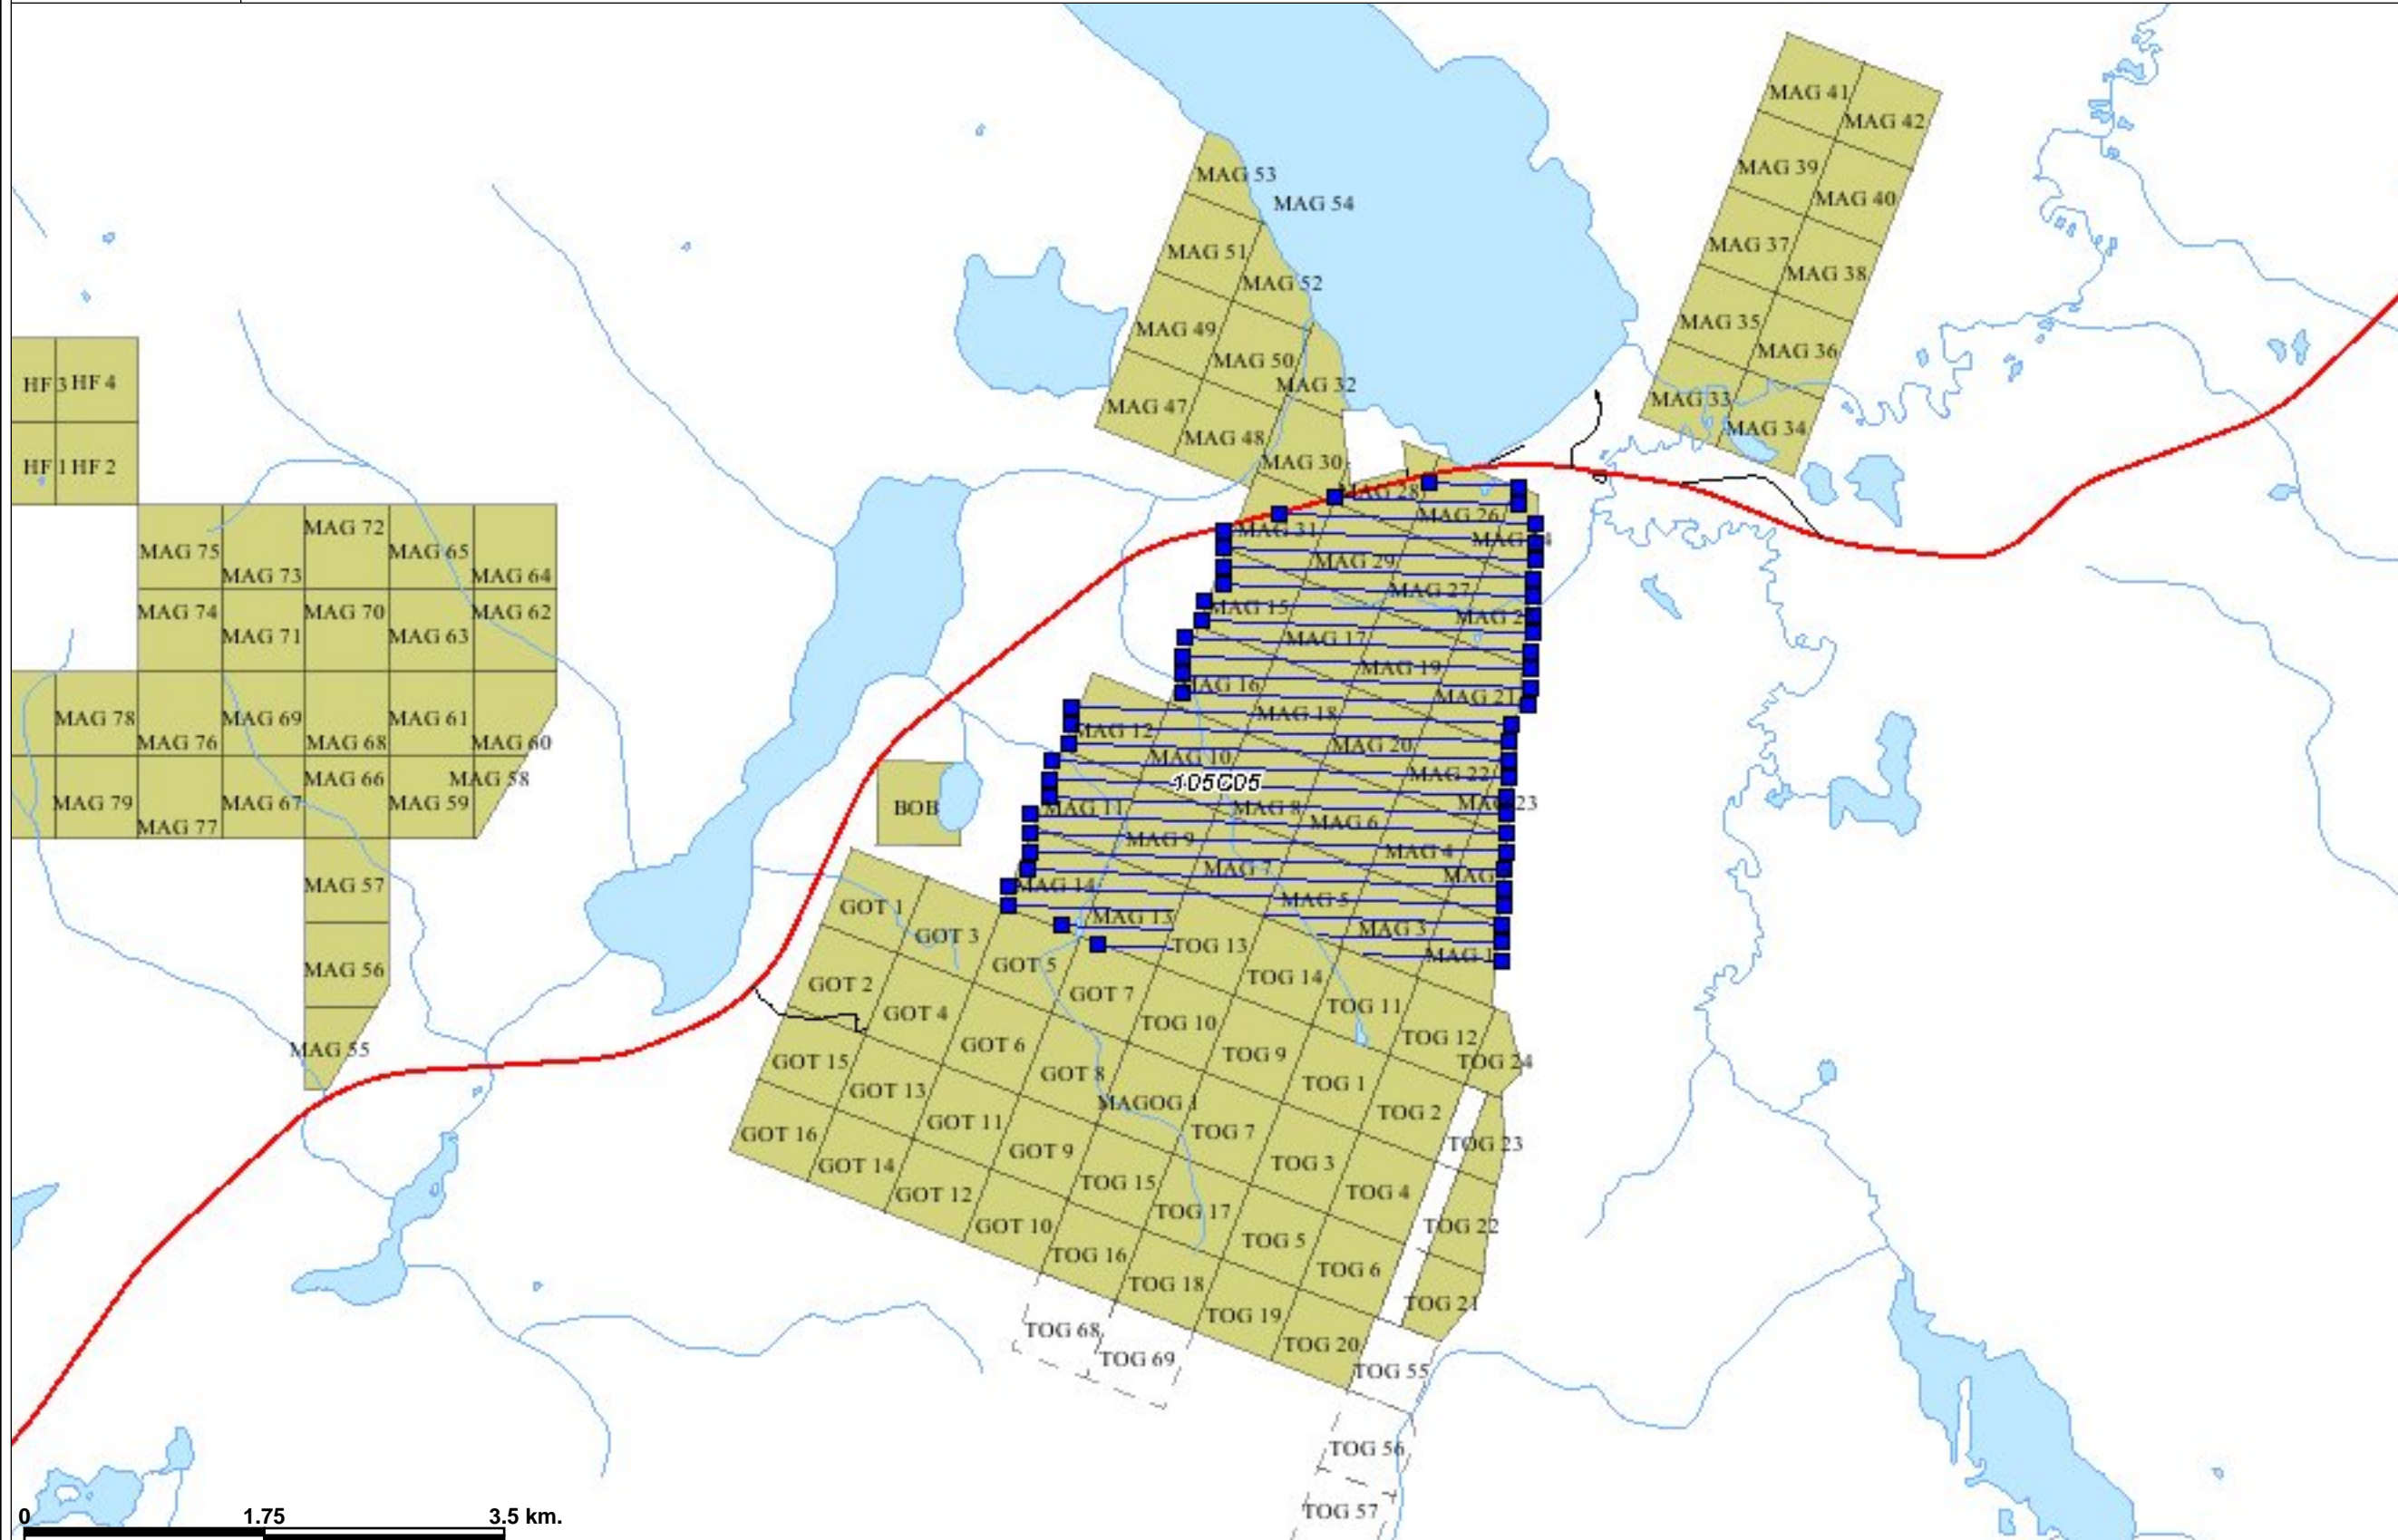 MAG 41
MAG 42
MAG 53
MAG 39
MAG 40
MAG 54
MAG 51
MAG 37
MAG 38
MAG 52
MAG 49
MAG 35
MAG 36
MAG 50
HF 3 HF 4
MAG 32
MAG 33
MAG 47
MAG 34
MAG 48
HF 1 HF 2
MAG 30
MAG 28
MAG 26
MAG 72
MAG 31
MAG 75
MAG 65
MAG 29
MAG 73
MAG 64
MAG 27
MAG 74
MAG 70
MAG 62
MAG 15
MAG 71
MAG 63
MAG 17
MAG 19
MAG 16
MAG 21
MAG 78
MAG 69
MAG 61
MAG 18
MAG 12
MAG 76
MAG 68
MAG 60
MAG 20
MAG 10
MAG 66
MAG 58
105C05
MAG 22
MAG 79
MAG 67
MAG 59
BOB
MAG 11
MAG 8
MAG 23
MAG 77
MAG 6
MAG 9
MAG 4
MAG 7
MAG
MAG 57
MAG 14
MAG 5
GOT 1
MAG 13
MAG 3
GOT 3
TOG 13
MAG 1
MAG 56
GOT 5
TOG 14
GOT 2
GOT 7
TOG 11
GOT 4
TOG 10
TOG 12
MAG 55
GOT 6
TOG 9
TOG 24
GOT 15
GOT 8
TOG 1
GOT 13
MAGOG 1
TOG 2
GOT 11
TOG 7
TOG 23
GOT 16
GOT 9
TOG 3
GOT 14
TOG 15
TOG 4
GOT 12
TOG 17
TOG 22
GOT 10
TOG 5
TOG 16
TOG 6
TOG 18
TOG 21
TOG 68
TOG 19
TOG 69
TOG 20
TOG 55
TOG 56
TOG 57
0 1.75 3.5 km.